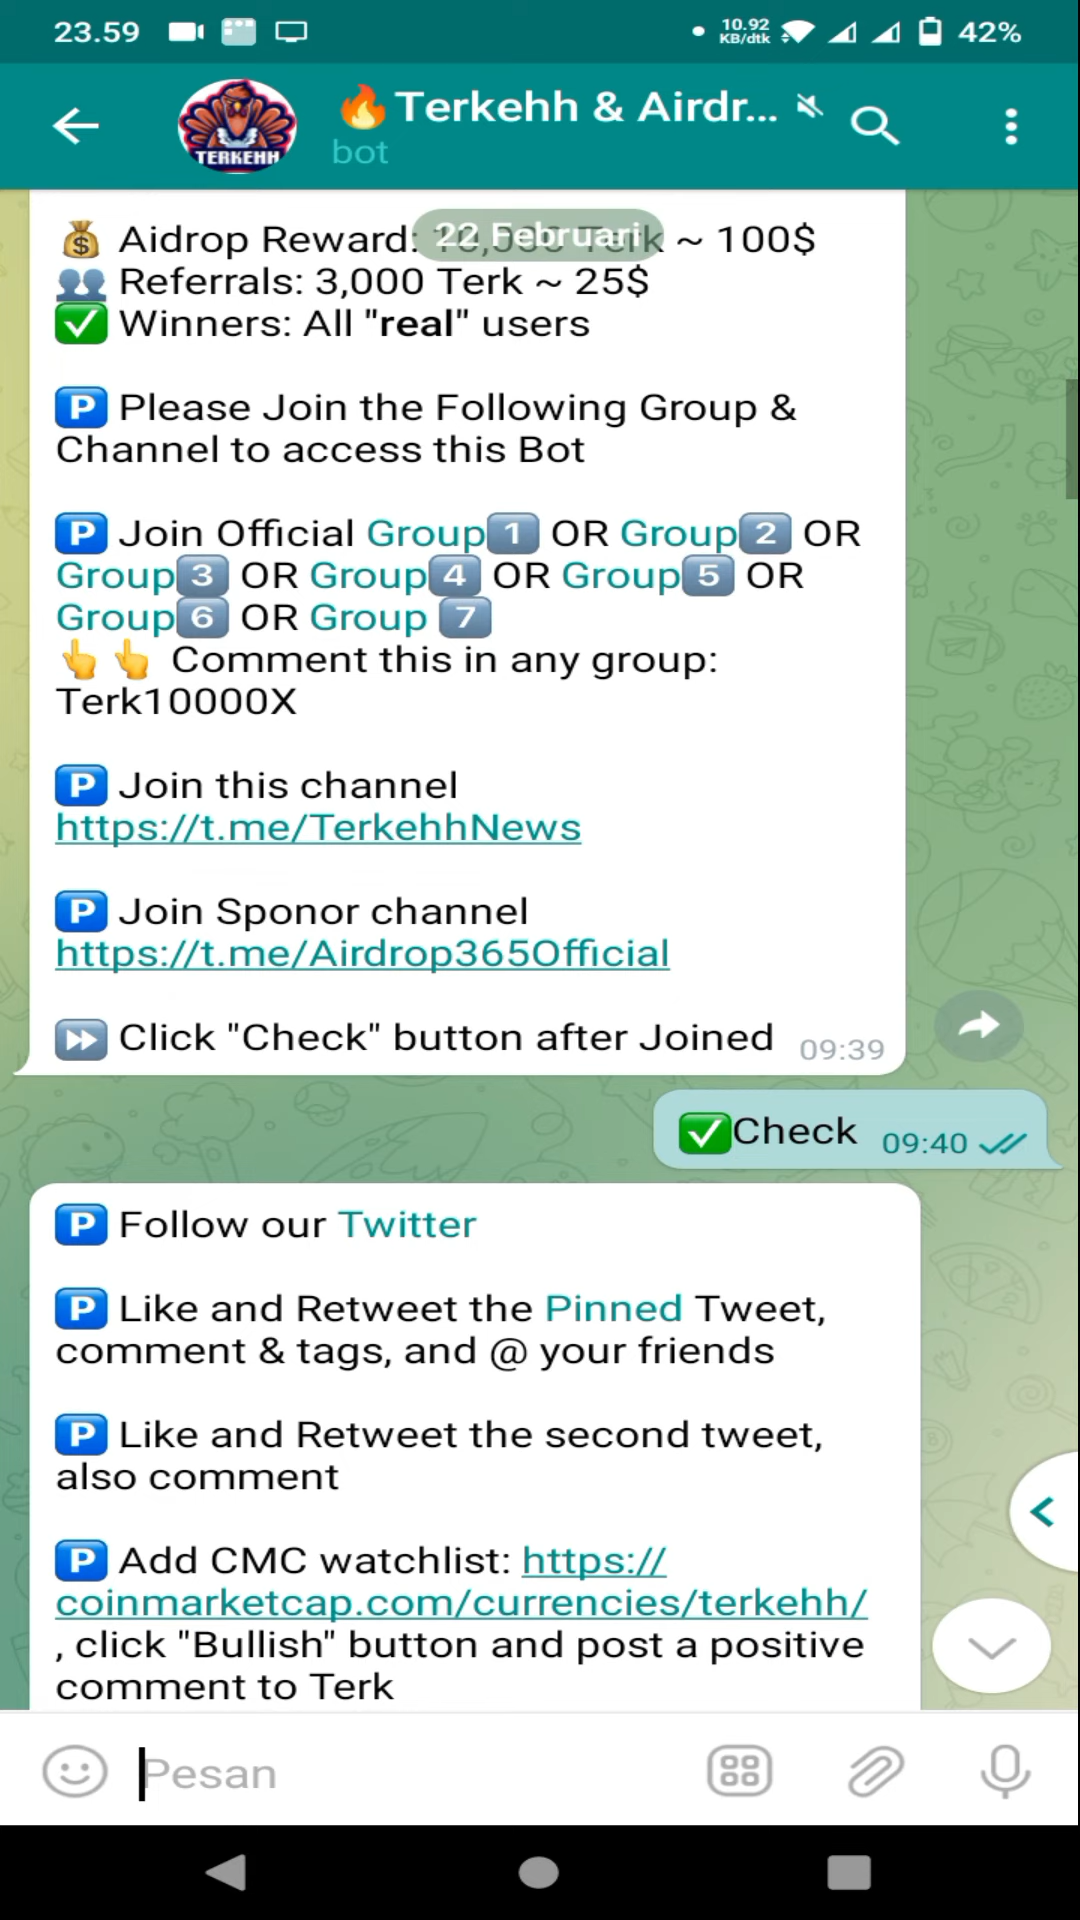 23.59
10.92
KB/dtk
42%
🔥Terkehh & Airdr...
bot
TERKEHH
22 Februari
💰 Aidrop Reward: Terk ~ 100$
👥 Referrals: 3,000 Terk ~ 25$
✅ Winners: All "real" users
🅿️ Please Join the Following Group &
Channel to access this Bot
🅿️ Join Official Group1️⃣ OR Group2️⃣ OR
Group3️⃣ OR Group4️⃣ OR Group5️⃣ OR
Group6️⃣ OR Group 7️⃣
👆👆 Comment this in any group:
Terk10000X
🅿️ Join this channel
https://t.me/TerkehhNews
🅿️ Join Sponor channel
https://t.me/Airdrop365Official
⏩ Click "Check" button after Joined 09:39
✅Check 09:40
🅿️ Follow our Twitter
🅿️ Like and Retweet the Pinned Tweet,
comment & tags, and @ your friends
🅿️ Like and Retweet the second tweet,
also comment
🅿️ Add CMC watchlist: https://
coinmarketcap.com/currencies/terkehh/
, click "Bullish" button and post a positive
comment to Terk
Pesan